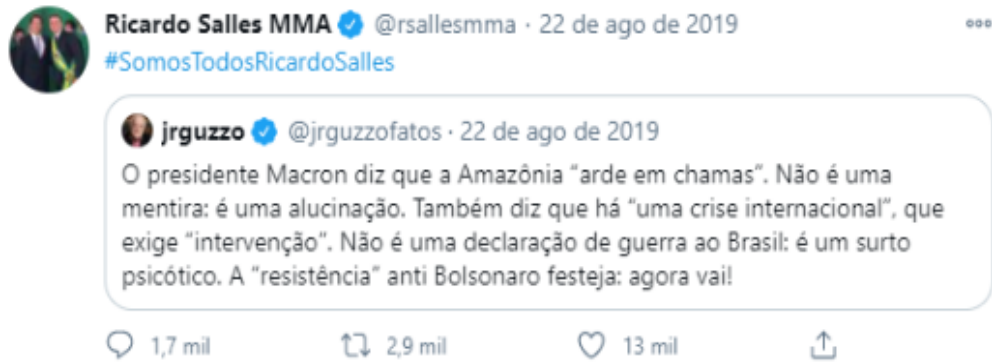 Ricardo Salles MMA @rsallesmma · 22 de ago de 2019
#SomosTodosRicardoSalles
jrguzzo @jrguzzofatos · 22 de ago de 2019
O presidente Macron diz que a Amazônia “arde em chamas”. Não é uma
mentira: é uma alucinação. Também diz que há “uma crise internacional”, que
exige “intervenção”. Não é uma declaração de guerra ao Brasil: é um surto
psicótico. A “resistência” anti Bolsonaro festeja: agora vai!
1,7 mil 2,9 mil 13 mil